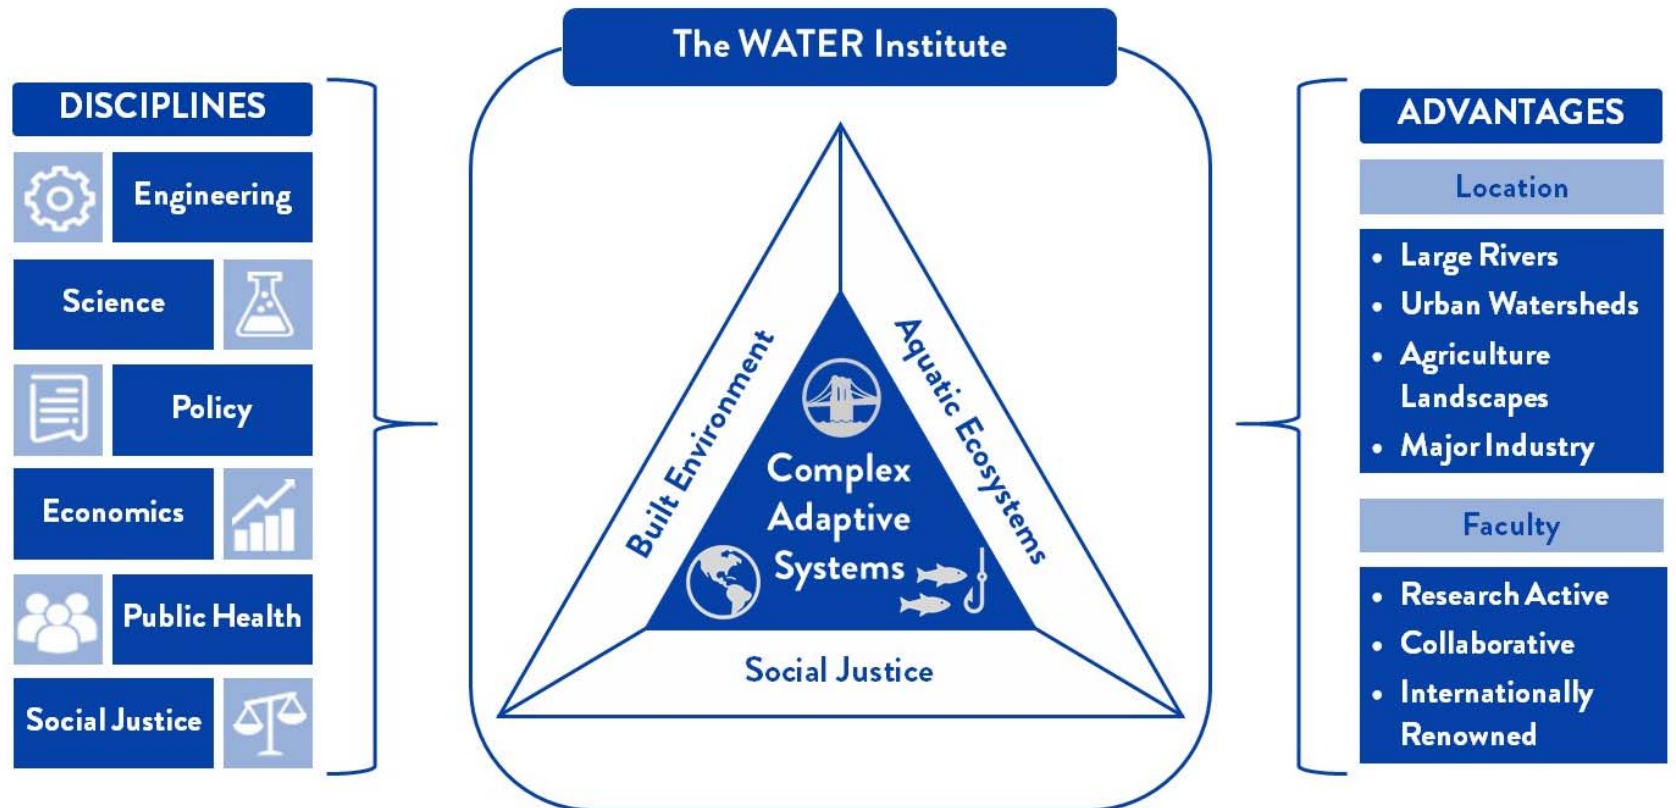 The WATER Institute
DISCIPLINES
Engineering
Science
Policy
Economics
Public Health
Social Justice
Built Environment
Aquatic Ecosystems
Complex
Adaptive
Systems
Social Justice
ADVANTAGES
Location
• Large Rivers
• Urban Watersheds
• Agriculture
Landscapes
• Major Industry
Faculty
• Research Active
• Collaborative
• Internationally
Renowned